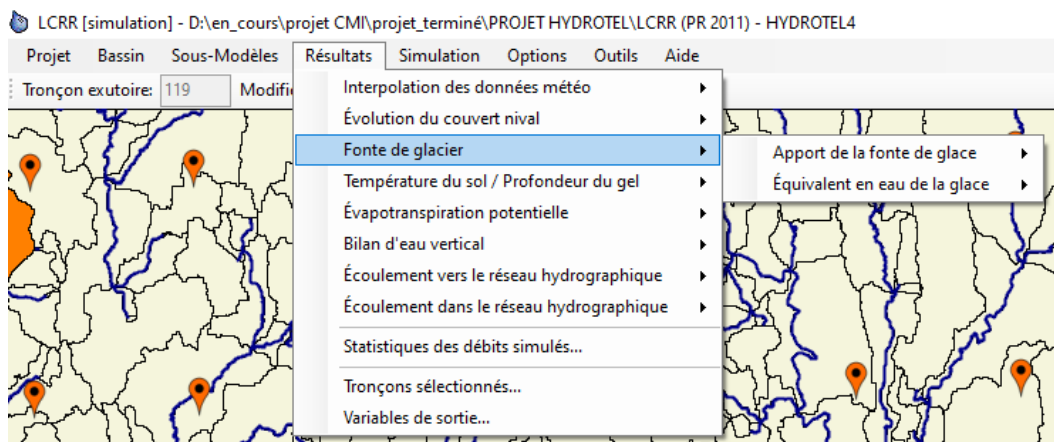 LCRR [simulation] - D:\en_cours\projet CMI\projet_terminé\PROJET HYDROTEL\LCRR (PR 2011) - HYDROTEL4
Projet Bassin Sous-Modèles Résultats Simulation Options Outils Aide
Tronçon exutoire: 119 Modifi
Interpolation des données météo
Évolution du couvert nival
Fonte de glacier
Apport de la fonte de glace
Température du sol / Profondeur du gel
Équivalent en eau de la glace
Évapotranspiration potentielle
Bilan d'eau vertical
Écoulement vers le réseau hydrographique
Écoulement dans le réseau hydrographique
Statistiques des débits simulés...
Tronçons sélectionnés...
Variables de sortie...